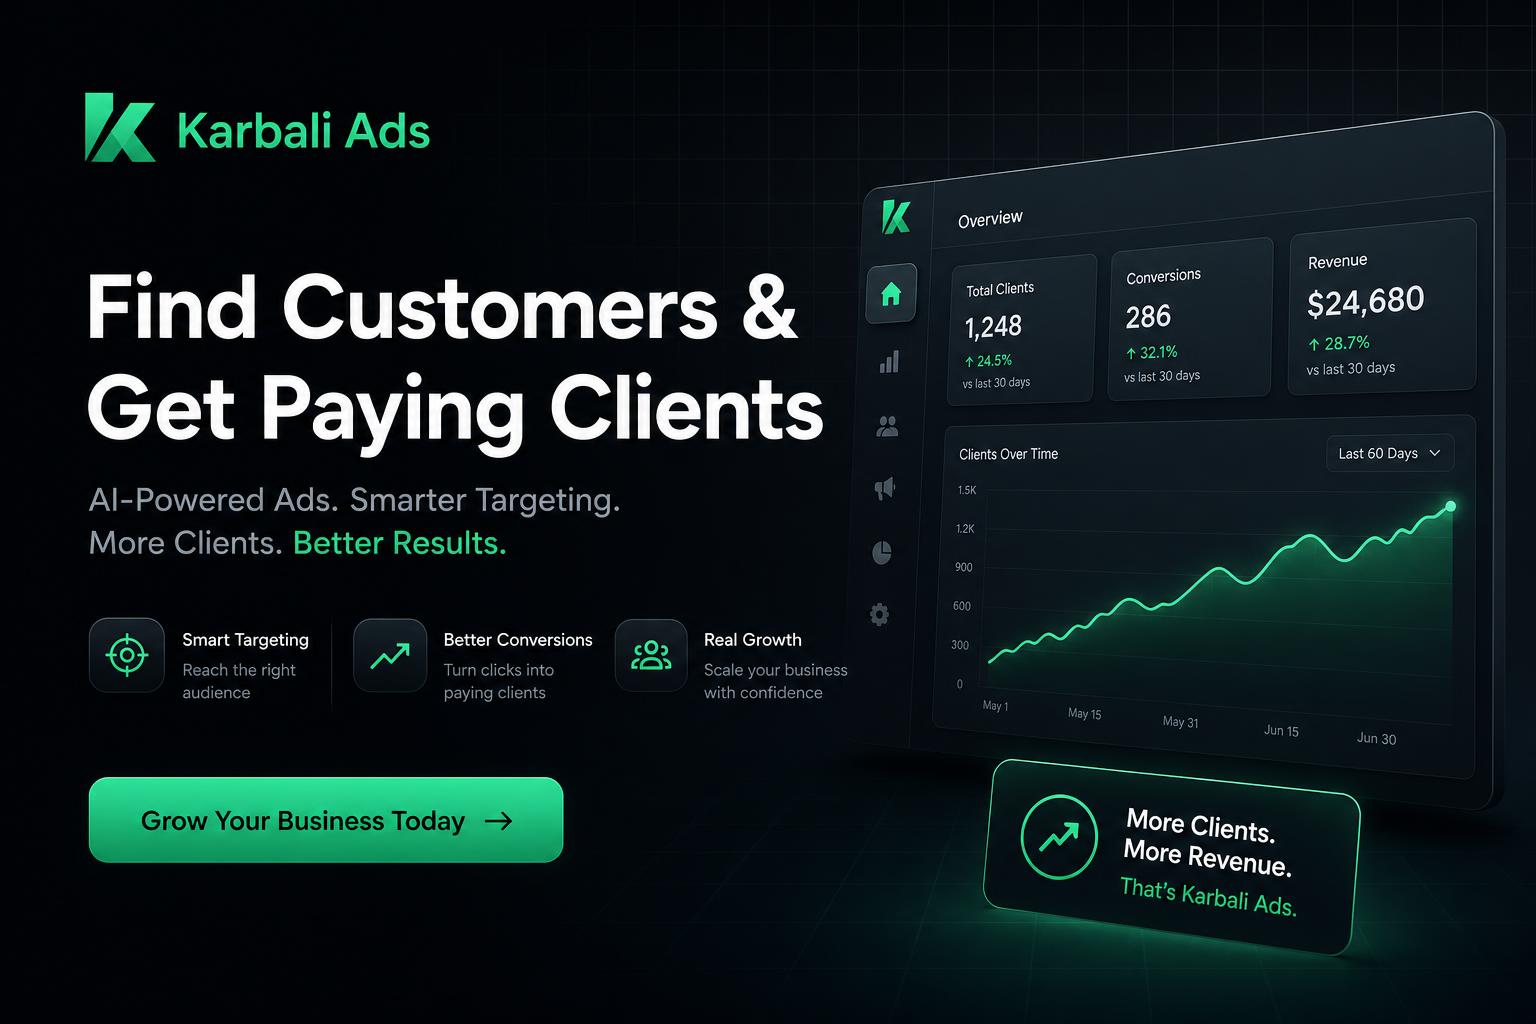 Karbali Ads
Find Customers &
Get Paying Clients
AI-Powered Ads. Smarter Targeting.
More Clients. Better Results.
Smart Targeting
Reach the right
audience
Better Conversions
Turn clicks into
paying clients
Real Growth
Scale your business
with confidence
Grow Your Business Today →
Overview
Total Clients
1,248
↑ 24.5%
vs last 30 days
Conversions
286
↑ 32.1%
vs last 30 days
Revenue
$24,680
↑ 28.7%
vs last 30 days
Clients Over Time
Last 60 Days
1.5K
1.2K
900
600
300
0
May 1
May 15
May 31
Jun 15
Jun 30
More Clients.
More Revenue.
That's Karbali Ads.